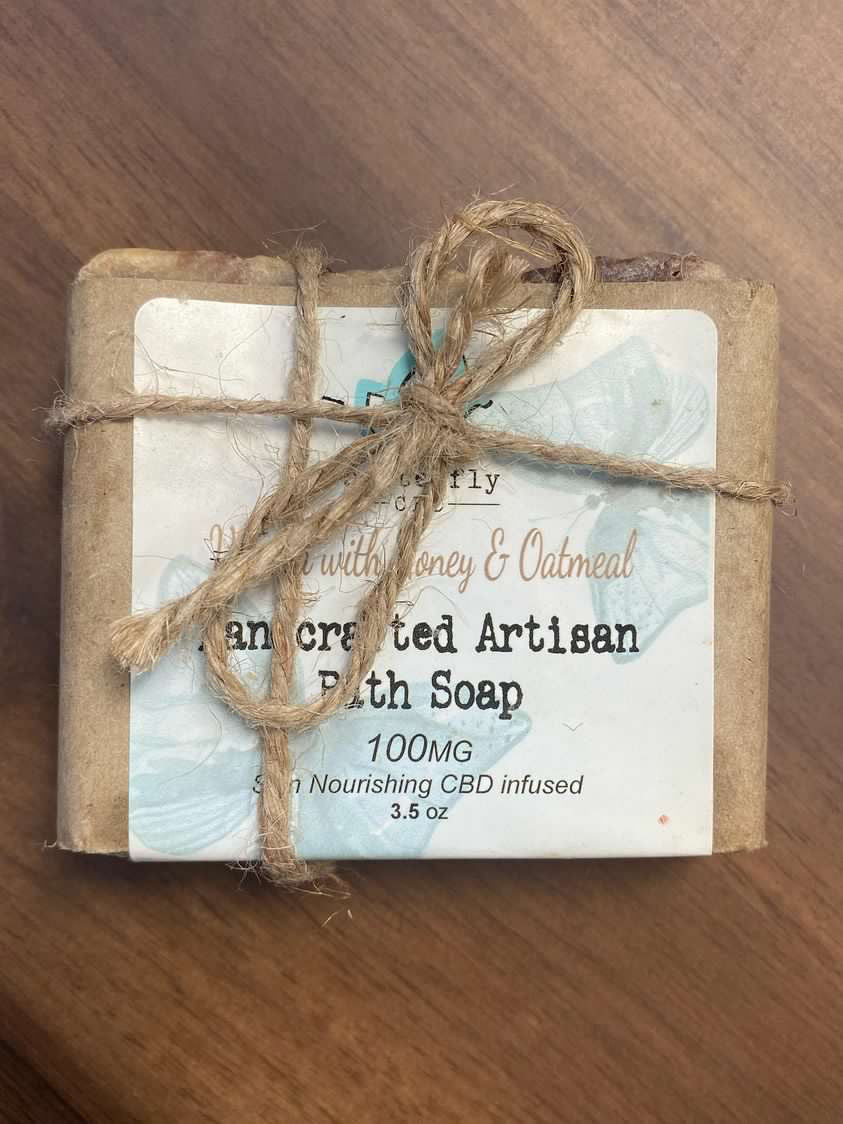 with Honey & Oatmeal
Handcrafted Artisan
Bath Soap
100MG
Skin Nourishing CBD infused
3.5 oz